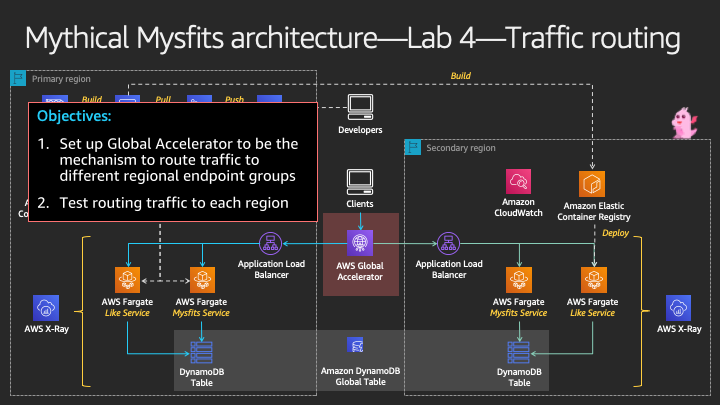 Mythical Mysfits architecture—Lab 4—Traffic routing
Primary region
Build
Build
Pull
Push
Objectives:
1. Set up Global Accelerator to be the
mechanism to route traffic to
different regional endpoint groups
2. Test routing traffic to each region
Developers
Secondary region
Clients
Amazon
CloudWatch
Amazon Elastic
Container Registry
Deploy
Application Load
Balancer
AWS Global
Accelerator
Application Load
Balancer
AWS X-Ray
AWS Fargate
Like Service
AWS Fargate
Mysfits Service
AWS Fargate
Mysfits Service
AWS Fargate
Like Service
AWS X-Ray
DynamoDB
Table
Amazon DynamoDB
Global Table
DynamoDB
Table